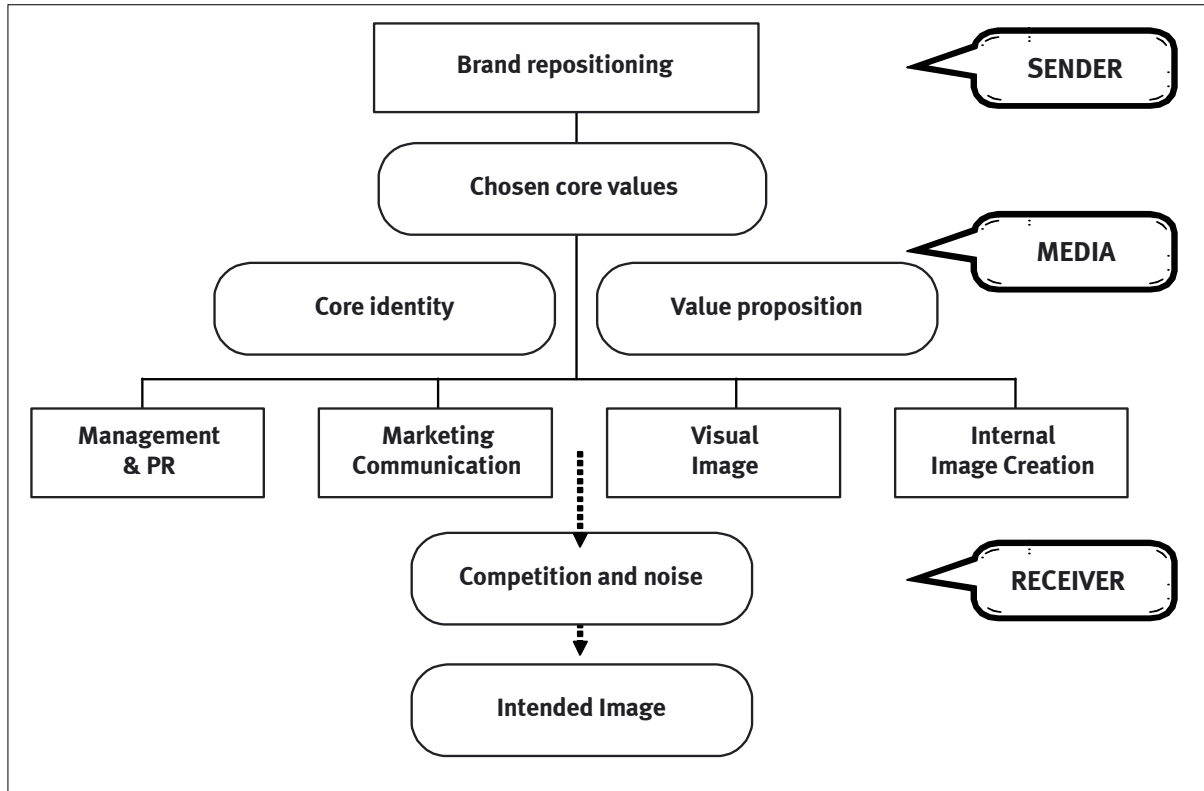 Brand repositioning
SENDER
Chosen core values
MEDIA
Core identity
Value proposition
Management
& PR
Marketing
Communication
Visual
Image
Internal
Image Creation
Competition and noise
RECEIVER
Intended Image